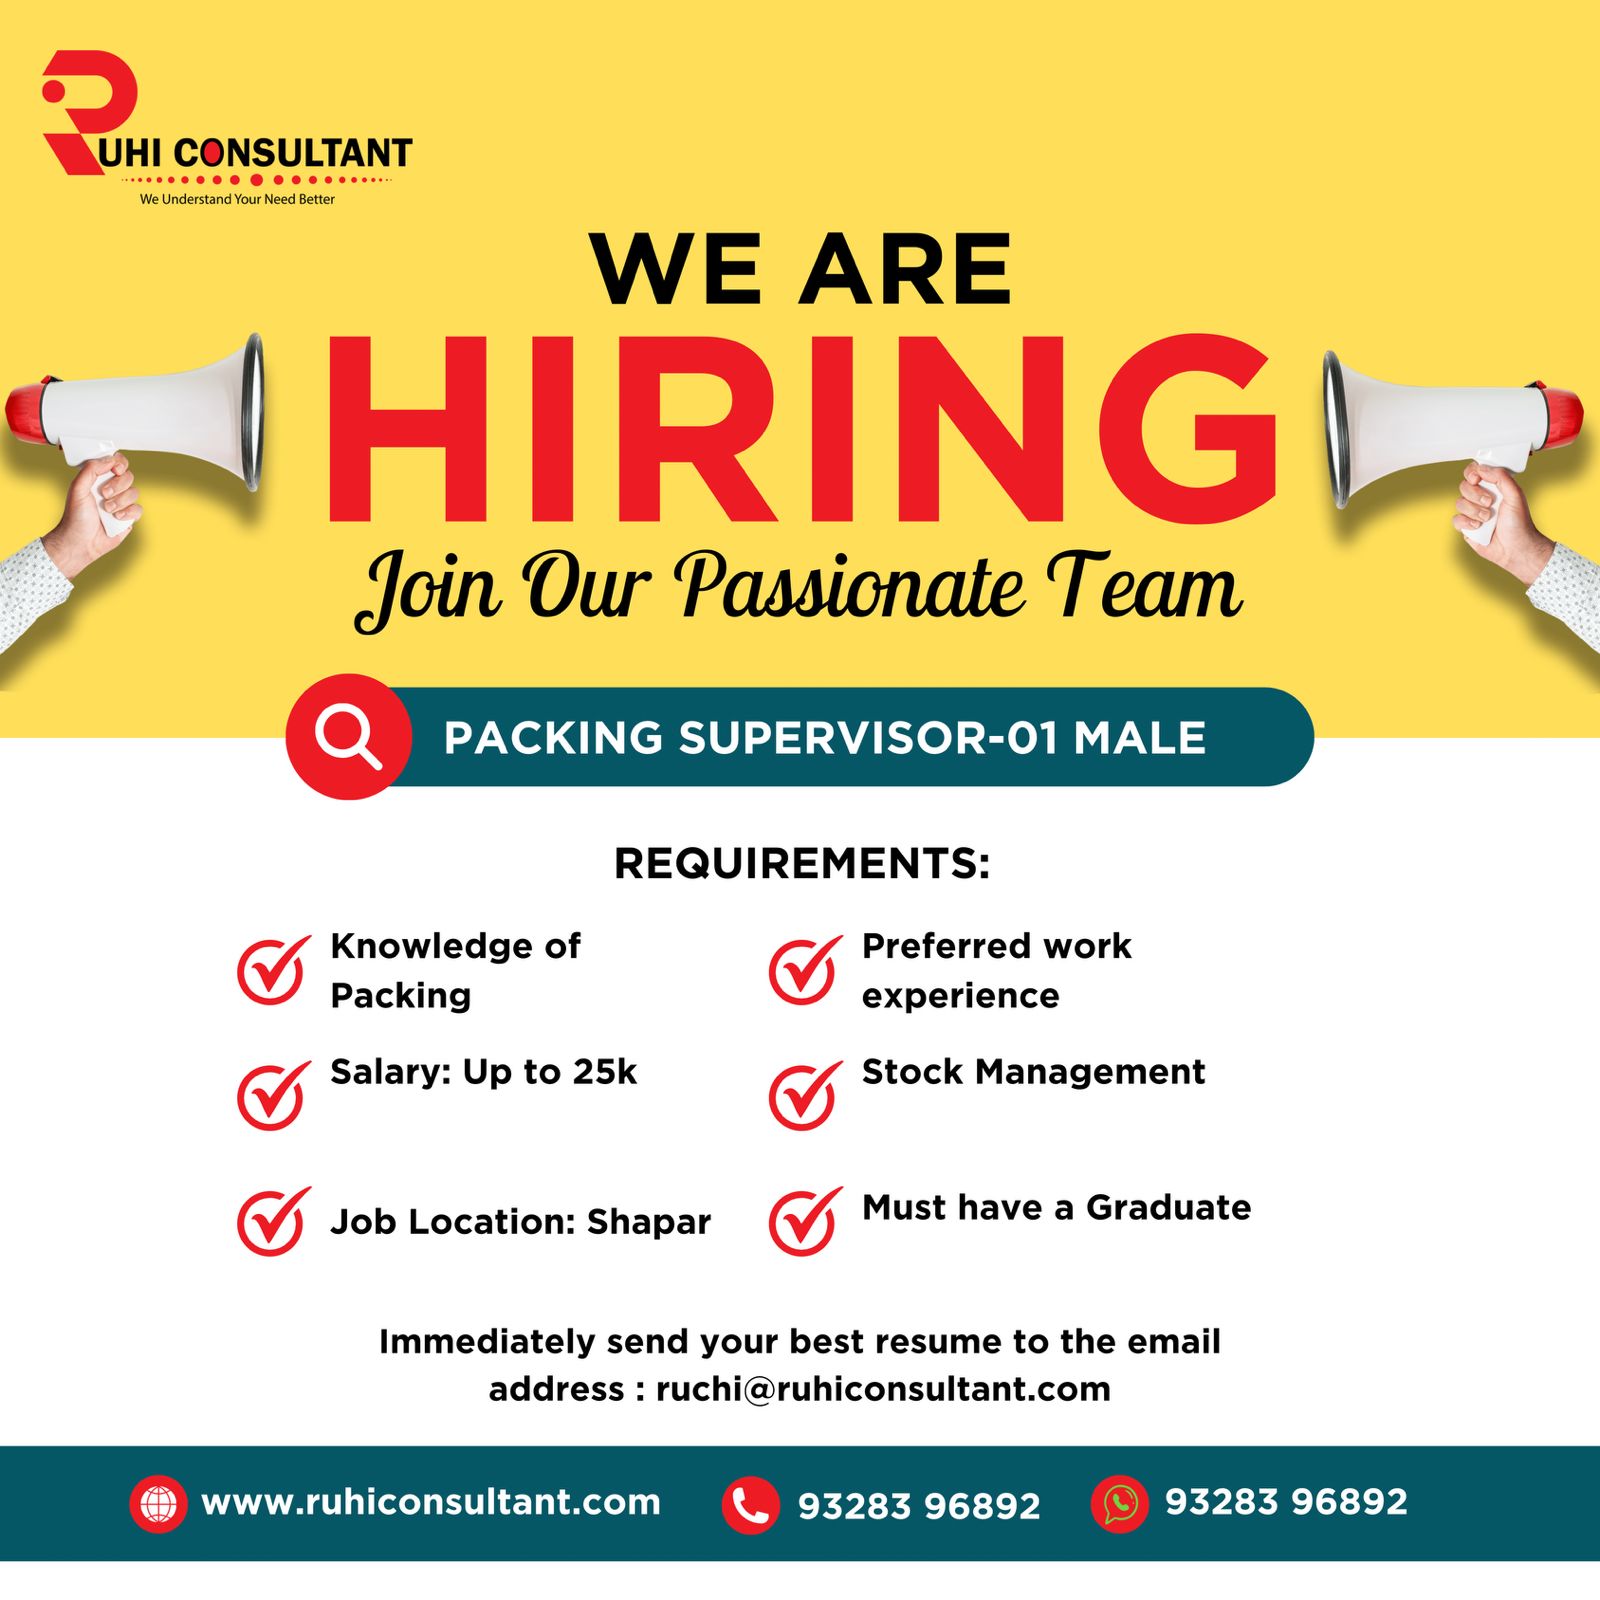 RUHI CONSULTANT
We Understand Your Need Better
WE ARE
HIRING
Join Our Passionate Team
PACKING SUPERVISOR-01 MALE
REQUIREMENTS:
Knowledge of
Packing
Preferred work
experience
Salary: Up to 25k
Stock Management
Job Location: Shapar
Must have a Graduate
Immediately send your best resume to the email
address : ruchi@ruhiconsultant.com
www.ruhiconsultant.com
93283 96892
93283 96892